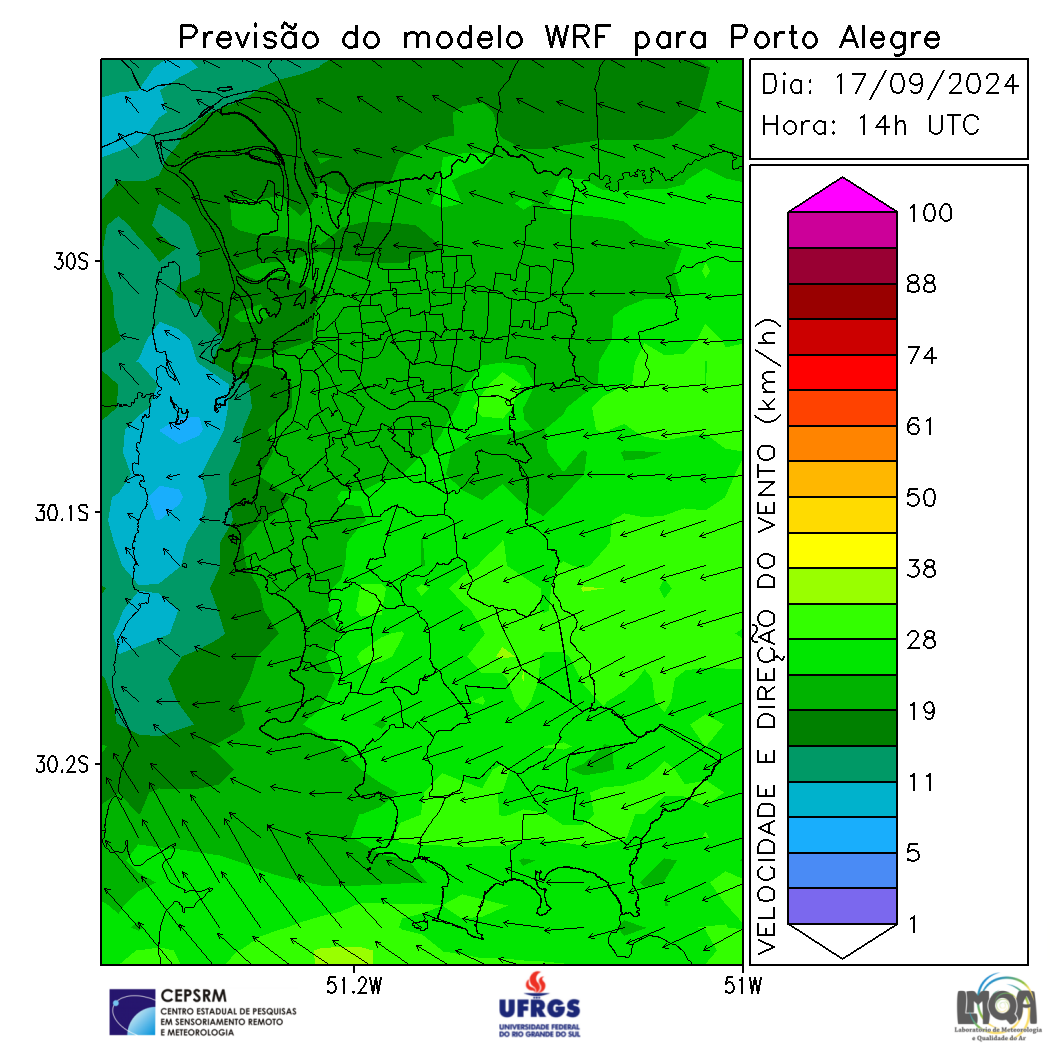 Previsão do modelo WRF para Porto Alegre
Dia: 17/09/2024
Hora: 14h UTC
30S
30.1S
30.2S
51.2W
51W
VELOCIDADE E DIREÇÃO DO VENTO (km/h)
100
88
74
61
50
38
28
19
11
5
1
CEPSRM
CENTRO ESTADUAL DE PESQUISAS
EM SENSORIAMENTO REMOTO
E METEOROLOGIA
UFRGS
UNIVERSIDADE FEDERAL
DO RIO GRANDE DO SUL
LMQA
Laboratório de Meteorologia
e Qualidade do Ar